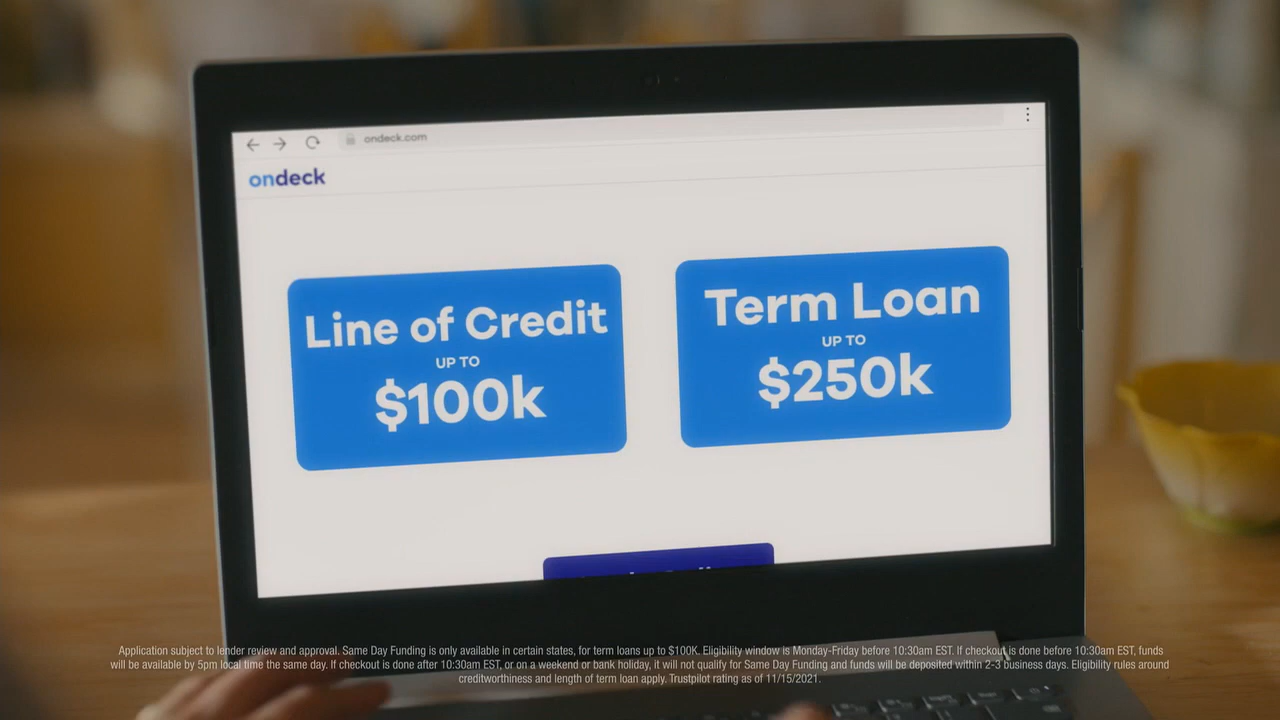 ondeck.com
ondeck
Line of Credit
UP TO
$100k
Term Loan
UP TO
$250k
Application subject to lender review and approval. Same Day Funding is only available in certain states, for term loans up to $100K. Eligibility window is Monday-Friday before 10:30am EST. If checkout is done before 10:30am EST, funds
will be available by 5pm local time the same day. If checkout is done after 10:30am EST, or on a weekend or bank holiday, it will not qualify for Same Day Funding and funds will be deposited within 2-3 business days. Eligibility rules around
creditworthiness and length of term loan apply. Trustpilot rating as of 11/15/2021.